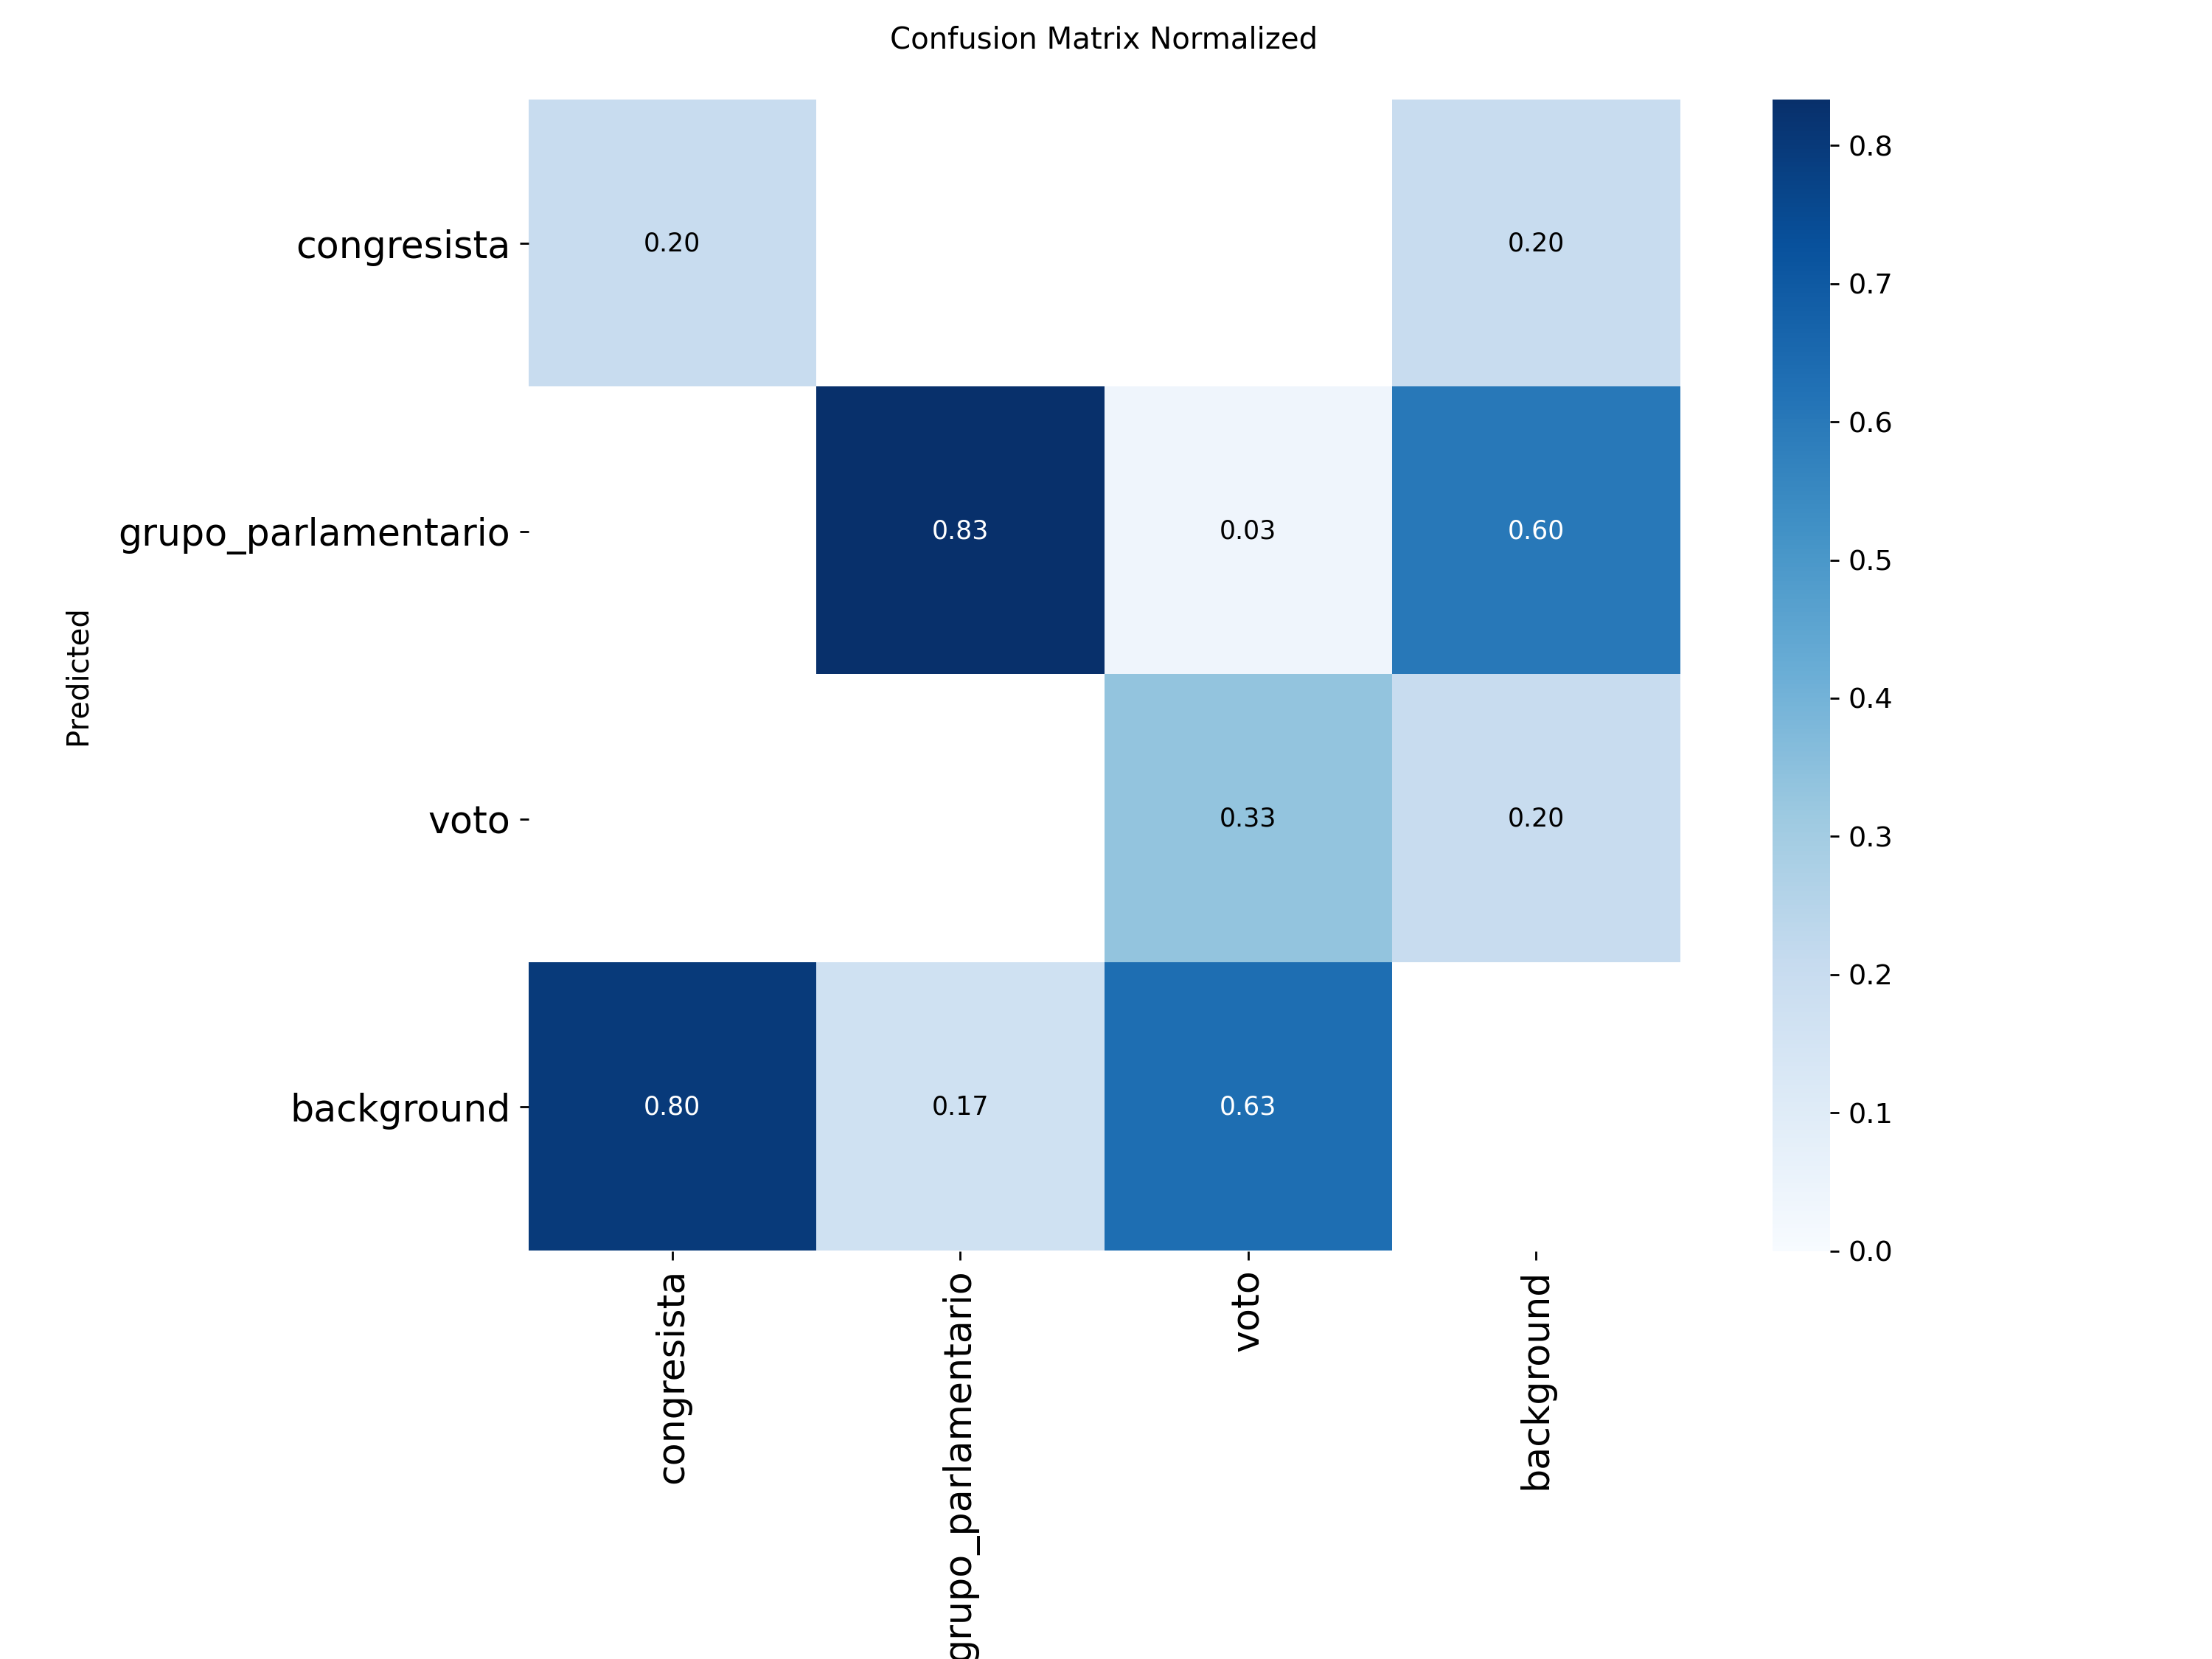 Confusion Matrix Normalized
Predicted
congresista
0.20
0.20
grupo_parlamentario
0.83
0.03
0.60
voto
0.33
0.20
background
0.80
0.17
0.63
congresista
grupo_parlamentario
voto
background
0.8
0.7
0.6
0.5
0.4
0.3
0.2
0.1
0.0